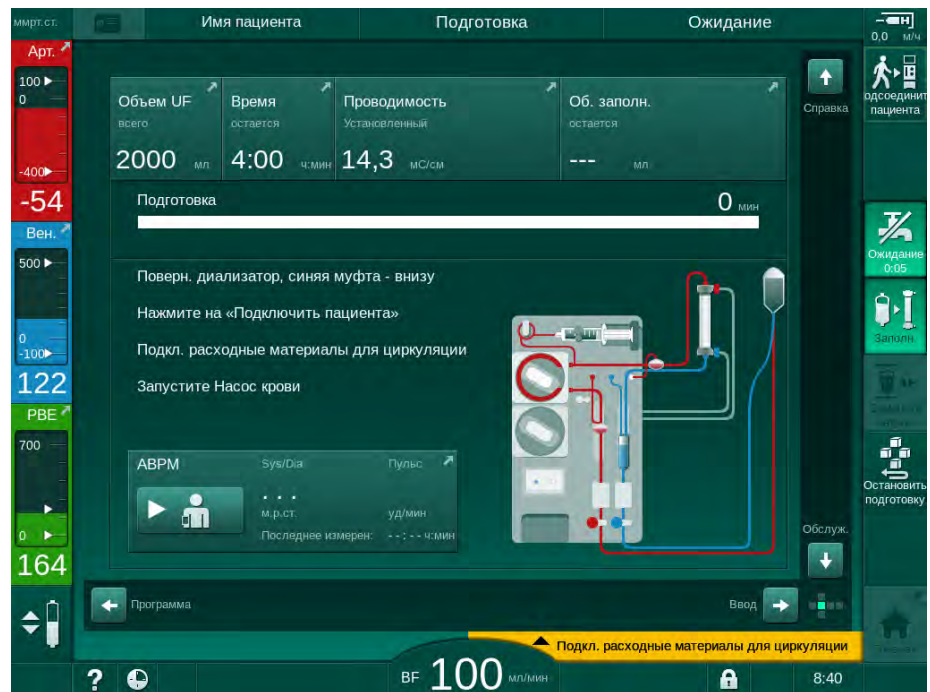 ммрт.ст.
Имя пациента
Подготовка
Ожидание
0,0 м/ч
Арт.
100
0
-400
-54
Вен.
500
0
-100
122
PBE
700
0
164
Объем UF
всего
2000 мл
Время
остается
4:00 ч:мин
Проводимость
Установленный
14,3 мС/см
Об. заполн.
остается
--- мл
Подготовка
0 мин
Поверн. диализатор, синяя муфта - внизу
Нажмите на «Подключить пациента»
Подкл. расходные материалы для циркуляции
Запустите Насос крови
ABPM
Sys/Dia
Пульс
. . .
м.р.ст.
уд/мин
Последнее измерен: --:-- ч:мин
Справка
Обслуж.
одсоединит
пациента
Ожидание
0:05
Заполн.
Остановить
подготовку
Программа
Ввод
Подкл. расходные материалы для циркуляции
? BF 100 мл/мин
8:40